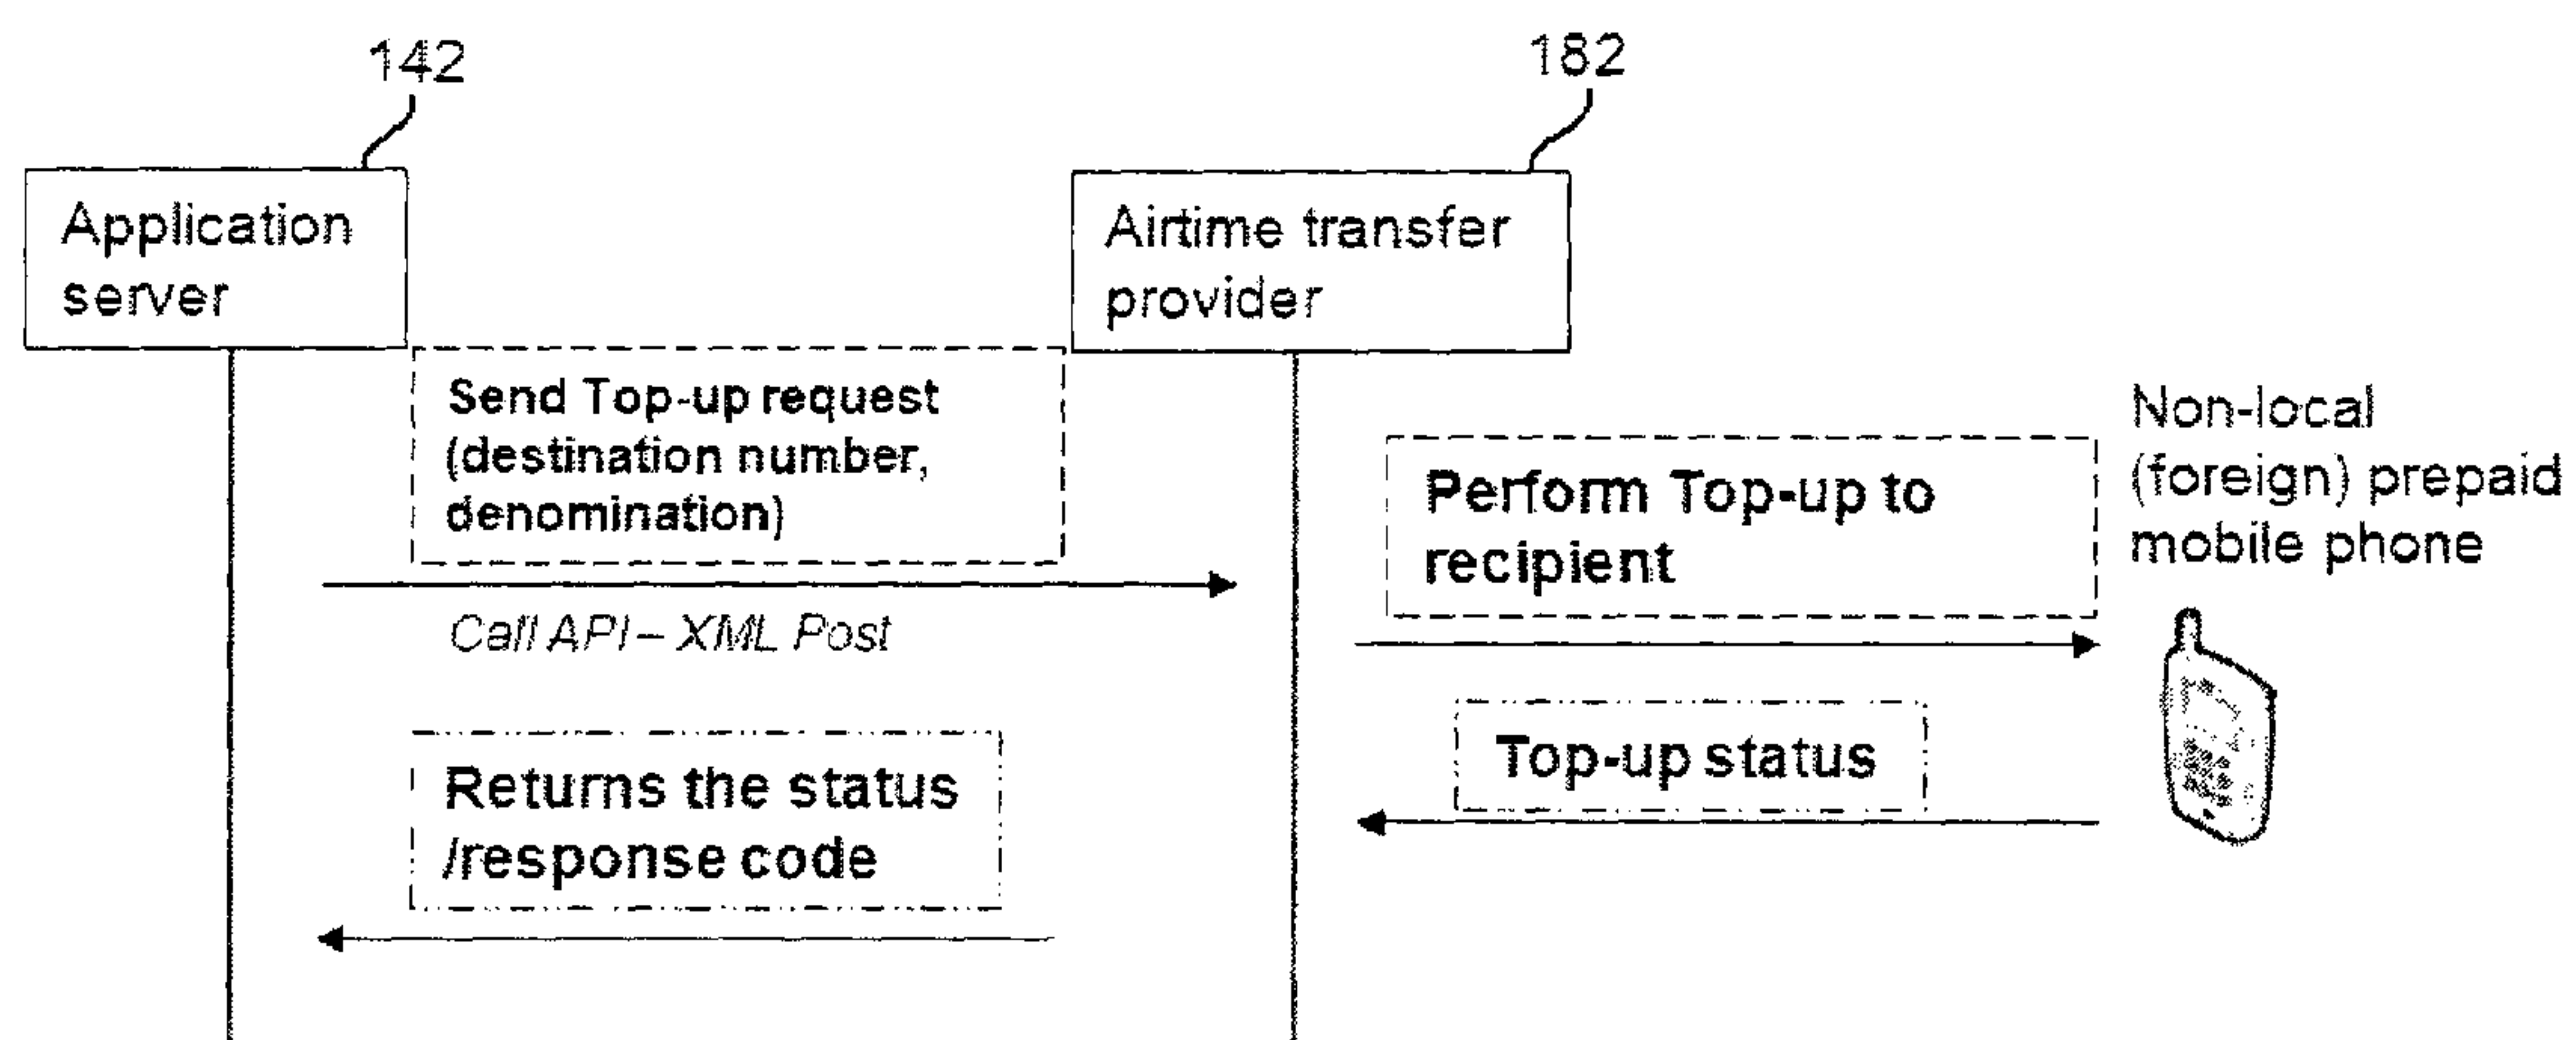 142
182
Application
server
Airtime transfer
provider
Send Top-up request
(destination number,
denomination)
Call API – XML Post
Non-local
(foreign) prepaid
mobile phone
Perform Top-up to
recipient
Top-up status
Returns the status
/response code